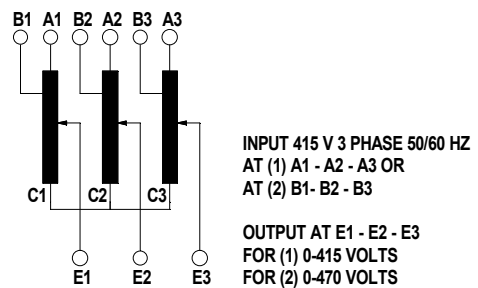 B1 A1 B2 A2 B3 A3
C1 C2 C3
E1 E2 E3
INPUT 415 V 3 PHASE 50/60 HZ
AT (1) A1 - A2 - A3 OR
AT (2) B1- B2 - B3
OUTPUT AT E1 - E2 - E3
FOR (1) 0-415 VOLTS
FOR (2) 0-470 VOLTS